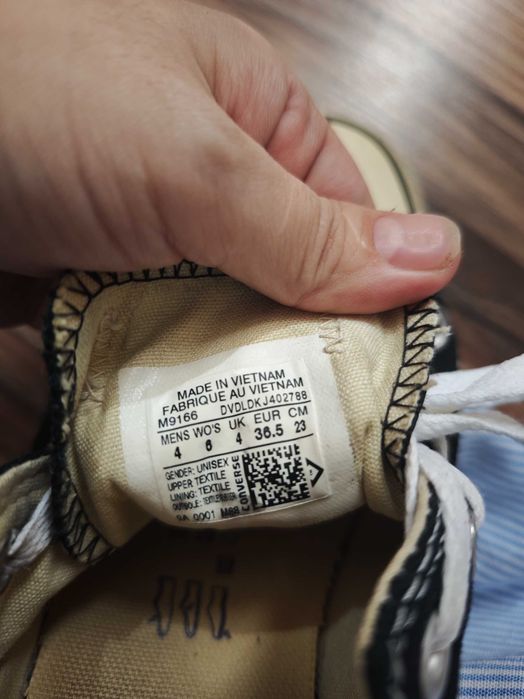 MADE IN VIETNAM
FABRIQUE AU VIETNAM
M9166 DVDLDKJ402788
MENS WO'S UK EUR CM
4 6 4 36.5 23
GENDER: UNISEX
UPPER TEXTILE
LINING: TEXTILE
OUTSOLE:
CONVERSE